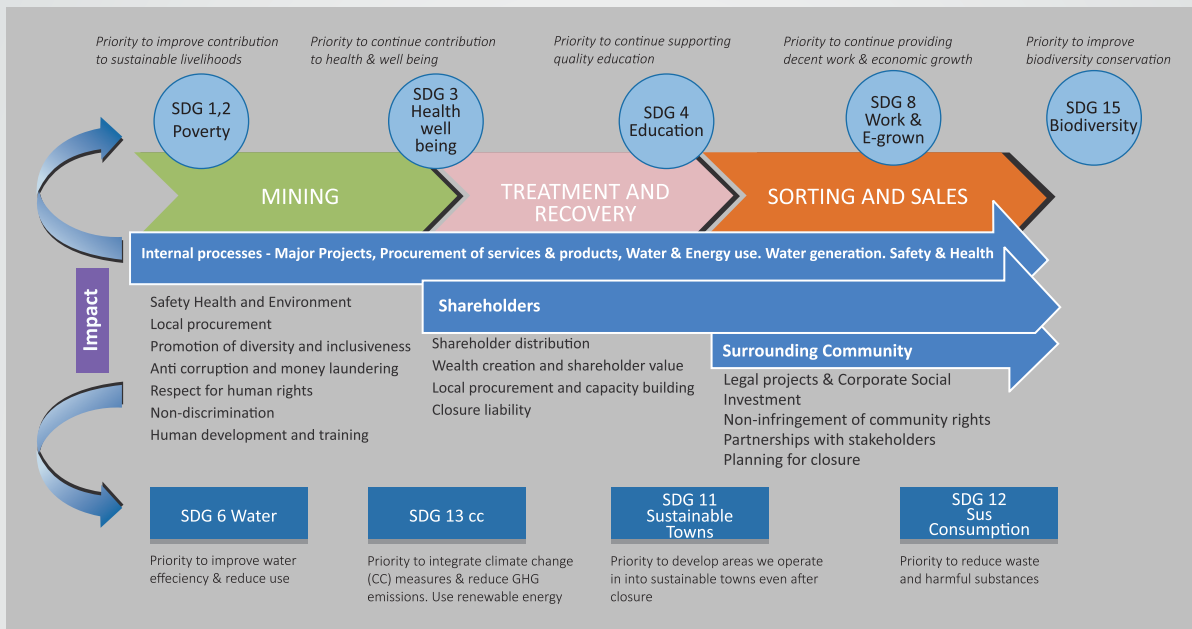 Priority to improve contribution
to sustainable livelihoods
Priority to continue contribution
to health & well being
Priority to continue supporting
quality education
Priority to continue providing
decent work & economic growth
Priority to improve
biodiversity conservation
SDG 1,2
Poverty
SDG 3
Health
well
being
SDG 4
Education
SDG 8
Work &
E-grown
SDG 15
Biodiversity
MINING
TREATMENT AND
RECOVERY
SORTING AND SALES
Internal processes - Major Projects, Procurement of services & products, Water & Energy use. Water generation. Safety & Health
Impact
Safety Health and Environment
Local procurement
Promotion of diversity and inclusiveness
Anti corruption and money laundering
Respect for human rights
Non-discrimination
Human development and training
Shareholders
Shareholder distribution
Wealth creation and shareholder value
Local procurement and capacity building
Closure liability
Surrounding Community
Legal projects & Corporate Social
Investment
Non-infringement of community rights
Partnerships with stakeholders
Planning for closure
SDG 6 Water
SDG 13 cc
SDG 11
Sustainable
Towns
SDG 12
Sus
Consumption
Priority to improve water
effeciency & reduce use
Priority to integrate climate change
(CC) measures & reduce GHG
emissions. Use renewable energy
Priority to develop areas we operate
in into sustainable towns even after
closure
Priority to reduce waste
and harmful substances